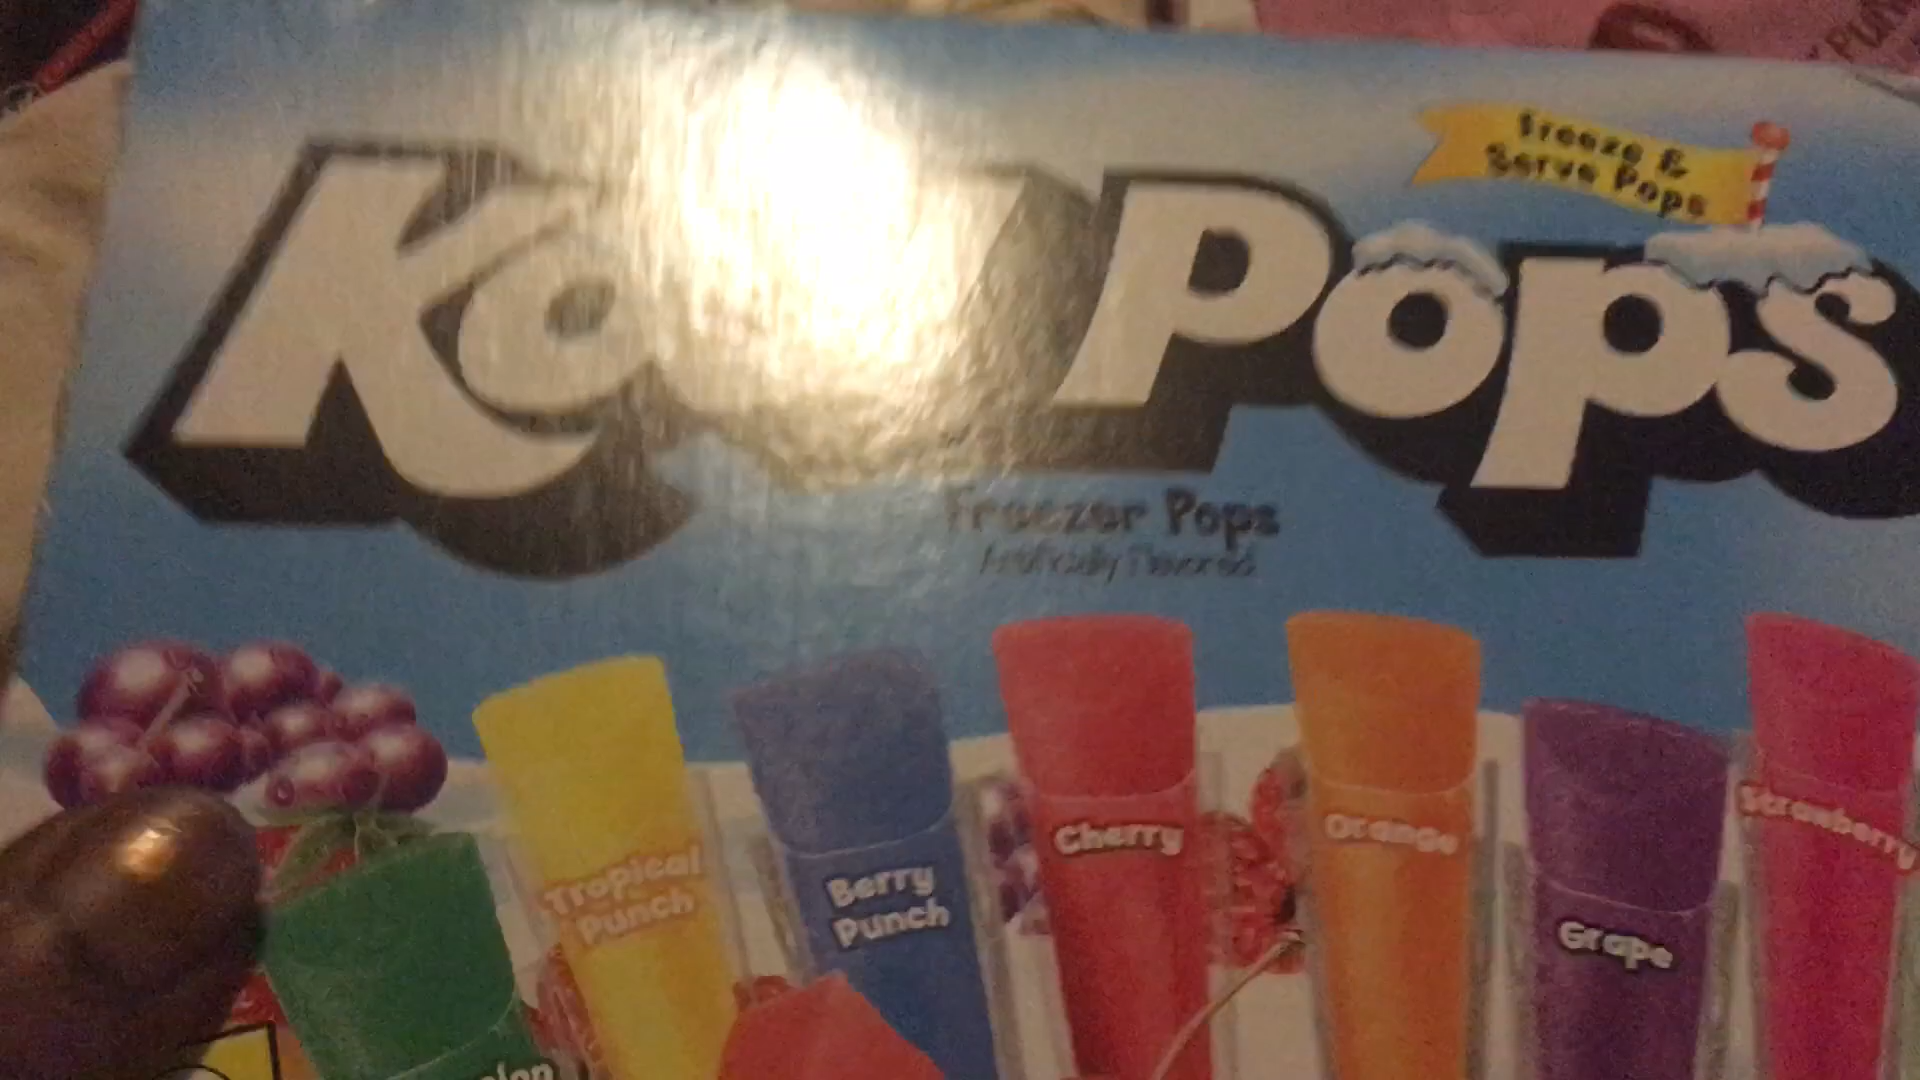 Freeze &
Serve Pops
Pops
Freezer Pops
Artificially Flavored
Tropical
Punch
Berry
Punch
Cherry
Orange
Grape
Strawberry